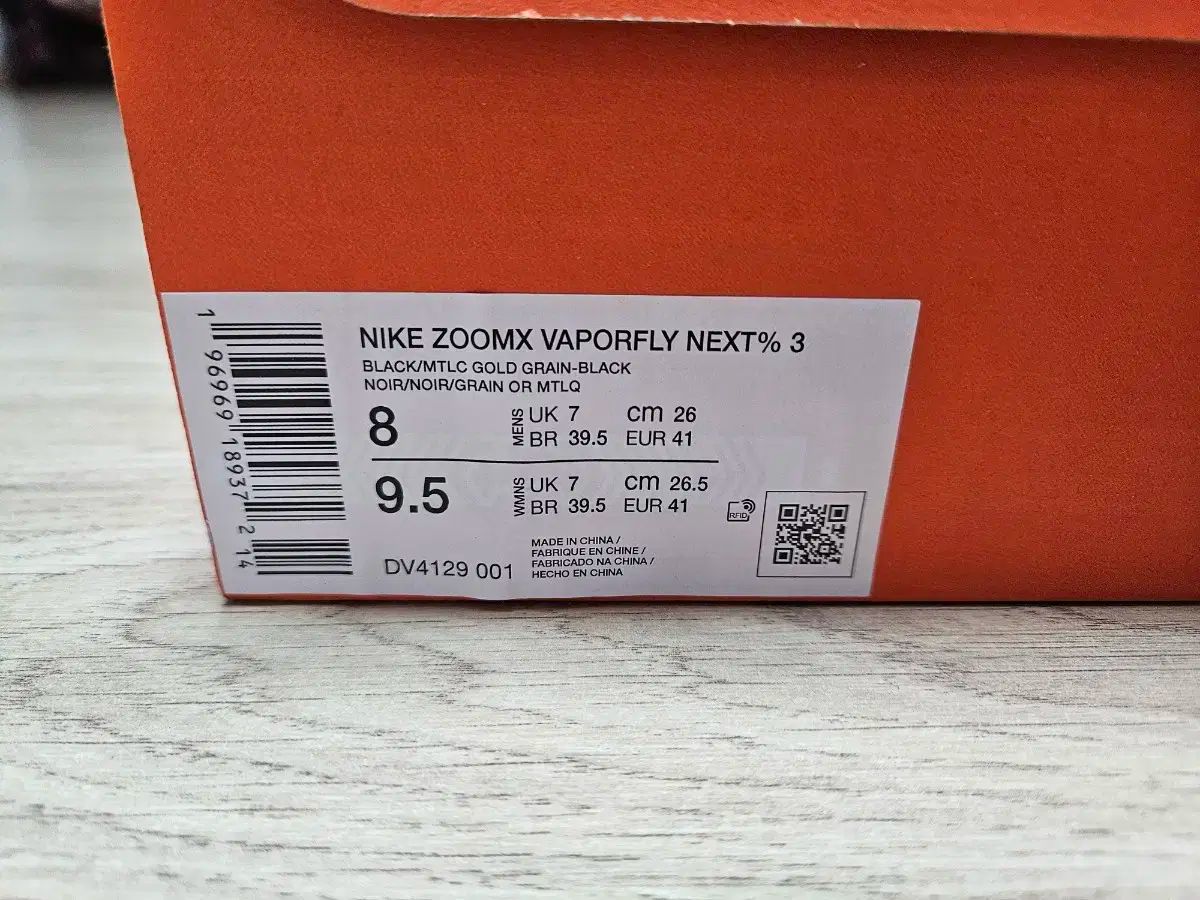 NIKE ZOOMX VAPORFLY NEXT% 3
BLACK/MTLC GOLD GRAIN-BLACK
NOIR/NOIR/GRAIN OR MTLQ
8 MENS UK 7 cm 26
BR 39.5 EUR 41
9.5 WMNS UK 7 cm 26.5
BR 39.5 EUR 41
RFID
MADE IN CHINA /
FABRIQUE EN CHINE /
FABRICADO NA CHINA /
HECHO EN CHINA
DV4129 001
1 96969 18937 2 14